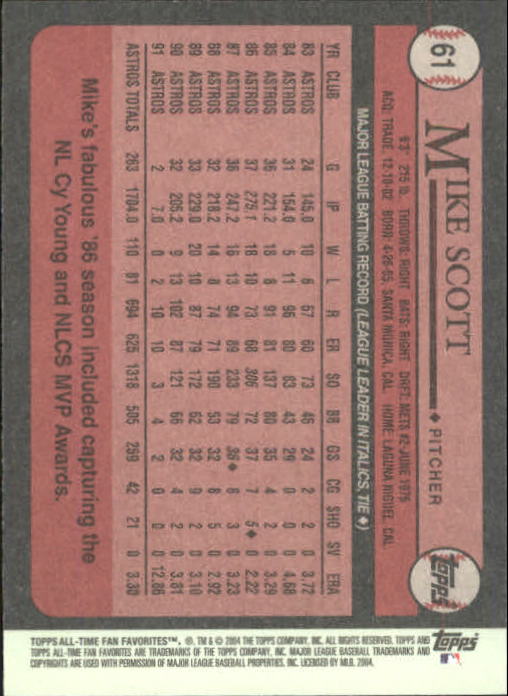 61
MIKE SCOTT ♦ PITCHER
topps
6'3" 215 lb. THROWS: RIGHT BATS: RIGHT DRAFT: METS #2-JUNE 1976
ACQ: TRADE, 12-10-82 BORN: 4-26-55, SANTA MONICA, CAL. HOME: LAGUNA NIGUEL, CAL.
MAJOR LEAGUE BATTING RECORD (LEAGUE LEADER IN ITALICS, TIE ♦)
YR CLUB G IP W L R ER SO BB GS CG SHO SV ERA
83 ASTROS 24 145.0 10 6 67 60 73 46 24 2 2 0 3.72
84 ASTROS 31 154.0 5 11 96 80 83 43 29 0 0 0 4.68
85 ASTROS 36 221.2 18 8 91 81 137 80 35 4 2 0 3.29
86 ASTROS 37 275.1 18 10 73 68 306 72 37 7 5♦ 0 2.22
87 ASTROS 36 247.2 16 13 94 89 233 79 36♦ 8 3 0 3.23
88 ASTROS 32 218.2 14 8 74 71 190 53 32 8 5 0 2.92
89 ASTROS 33 229.0 20 10 87 79 172 62 32 9 2 0 3.10
90 ASTROS 32 205.2 9 13 102 87 121 66 32 4 2 0 3.81
91 ASTROS 2 7.0 0 2 10 10 3 4 2 0 0 0 12.86
ASTROS TOTALS 263 1704.0 110 81 694 625 1318 505 259 42 21 0 3.30
Mike's fabulous '86 season included capturing the
NL Cy Young and NLCS MVP Awards.
TOPPS ALL-TIME FAN FAVORITES™. ®, TM & © 2004 THE TOPPS COMPANY, INC. ALL RIGHTS RESERVED. TOPPS AND
TOPPS ALL-TIME FAN FAVORITES ARE TRADEMARKS OF THE TOPPS COMPANY, INC. MAJOR LEAGUE BASEBALL TRADEMARKS AND
COPYRIGHTS ARE USED WITH PERMISSION OF MAJOR LEAGUE BASEBALL PROPERTIES, INC. LICENSED BY MLB, 2004.
topps